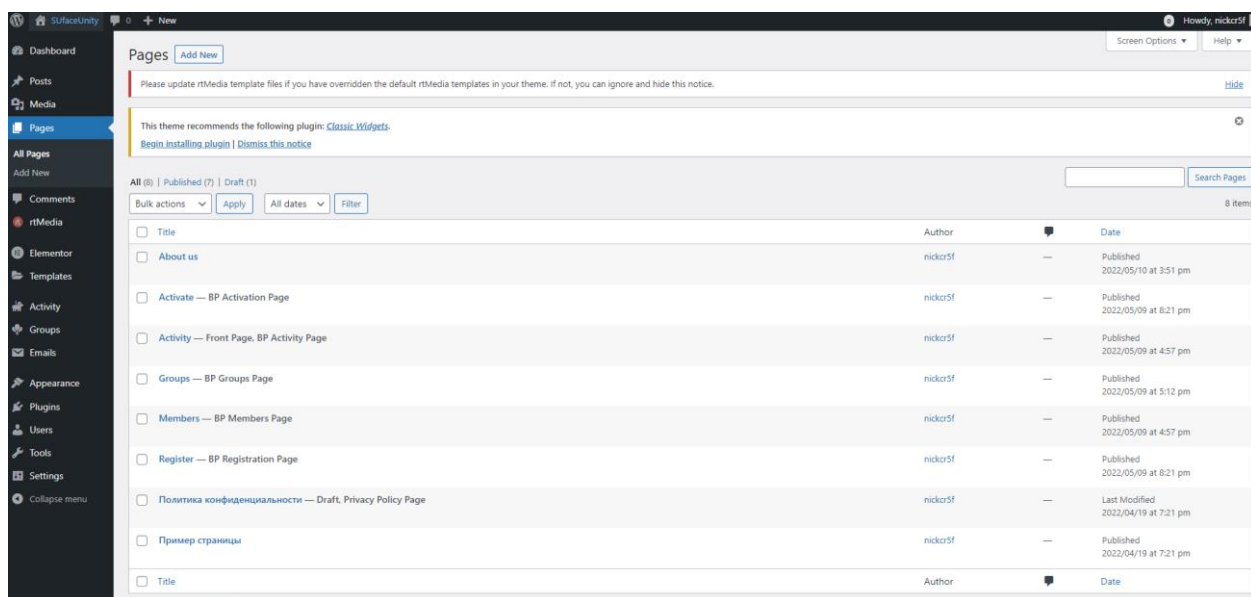 SUfaceUnity 0 New Howdy, nickcr5f
Screen Options Help
Dashboard
Posts
Media
Pages
All Pages
Add New
Comments
rtMedia
Elementor
Templates
Activity
Groups
Emails
Appearance
Plugins
Users
Tools
Settings
Collapse menu
Pages Add New
Please update rtMedia template files if you have overridden the default rtMedia templates in your theme. If not, you can ignore and hide this notice. Hide
This theme recommends the following plugin: Classic Widgets.
Begin installing plugin | Dismiss this notice
All (8) | Published (7) | Draft (1)
Search Pages
Bulk actions Apply All dates Filter
8 items
Title Author Date
About us nickcr5f — Published
2022/05/10 at 3:51 pm
Activate — BP Activation Page nickcr5f — Published
2022/05/09 at 8:21 pm
Activity — Front Page, BP Activity Page nickcr5f — Published
2022/05/09 at 4:57 pm
Groups — BP Groups Page nickcr5f — Published
2022/05/09 at 5:12 pm
Members — BP Members Page nickcr5f — Published
2022/05/09 at 4:57 pm
Register — BP Registration Page nickcr5f — Published
2022/05/09 at 8:21 pm
Политика конфиденциальности — Draft, Privacy Policy Page nickcr5f — Last Modified
2022/04/19 at 7:21 pm
Пример страницы nickcr5f — Published
2022/04/19 at 7:21 pm
Title Author Date